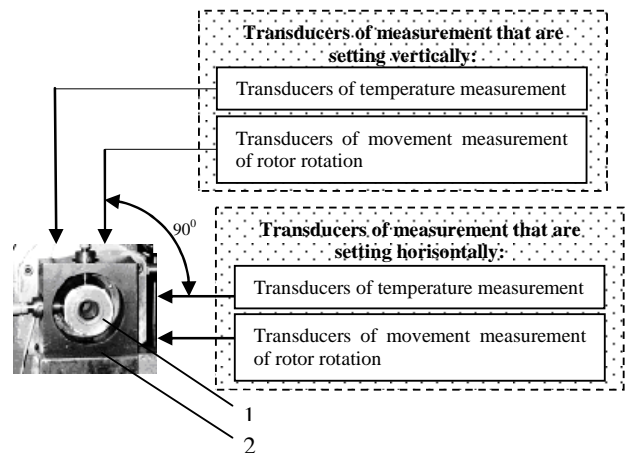 Transducers of measurement that are
setting vertically:
Transducers of temperature measurement
Transducers of movement measurement
of rotor rotation
90⁰
Transducers of measurement that are
setting horisontally:
Transducers of temperature measurement
Transducers of movement measurement
of rotor rotation
1
2